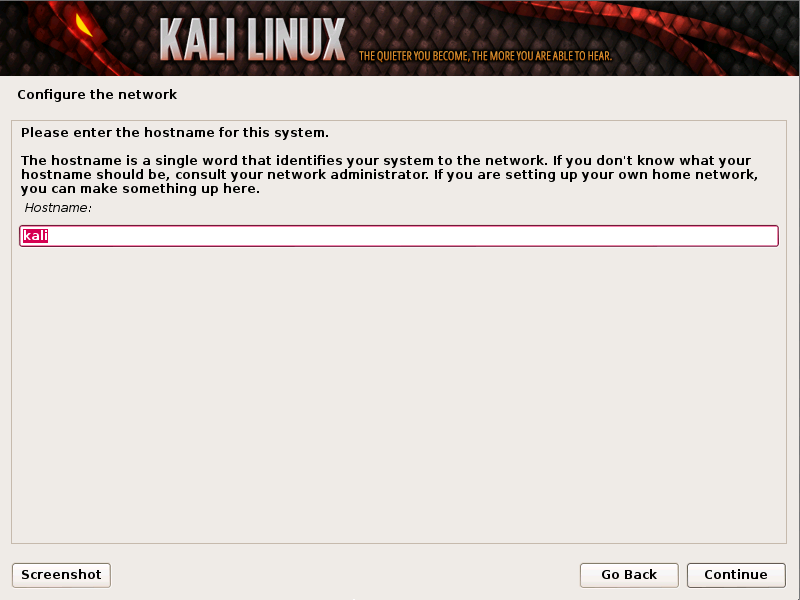 KALI LINUX
THE QUIETER YOU BECOME, THE MORE YOU ARE ABLE TO HEAR.
Configure the network
Please enter the hostname for this system.
The hostname is a single word that identifies your system to the network. If you don't know what your
hostname should be, consult your network administrator. If you are setting up your own home network,
you can make something up here.
Hostname:
kali
Screenshot
Go Back
Continue